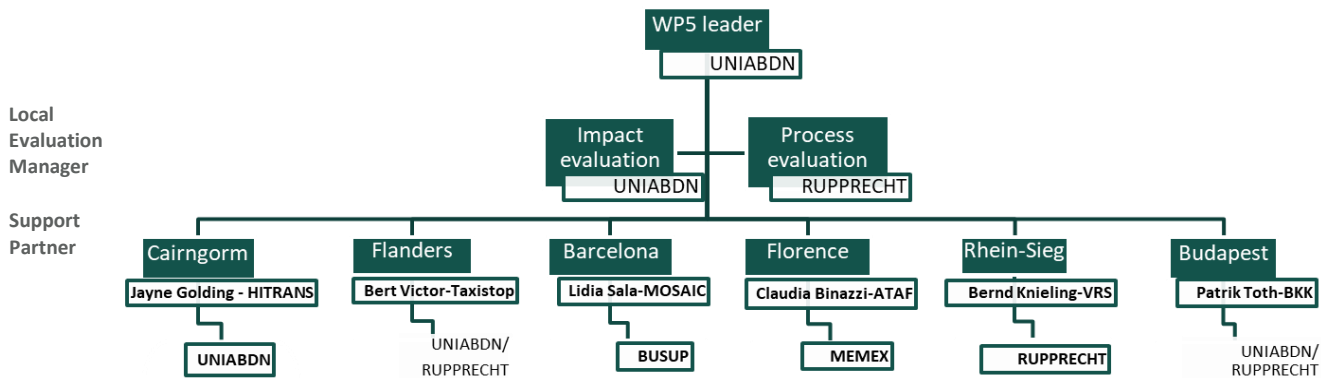 WP5 leader
UNIABDN
Local
Evaluation
Manager
Impact
evaluation
UNIABDN
Process
evaluation
RUPPRECHT
Support
Partner
Cairngorm
Flanders
Barcelona
Florence
Rhein-Sieg
Budapest
Jayne Golding - HITRANS
Bert Victor-Taxistop
Lidia Sala-MOSAIC
Claudia Binazzi-ATAF
Bernd Knieling-VRS
Patrik Toth-BKK
UNIABDN
UNIABDN/
RUPPRECHT
BUSUP
MEMEX
RUPPRECHT
UNIABDN/
RUPPRECHT